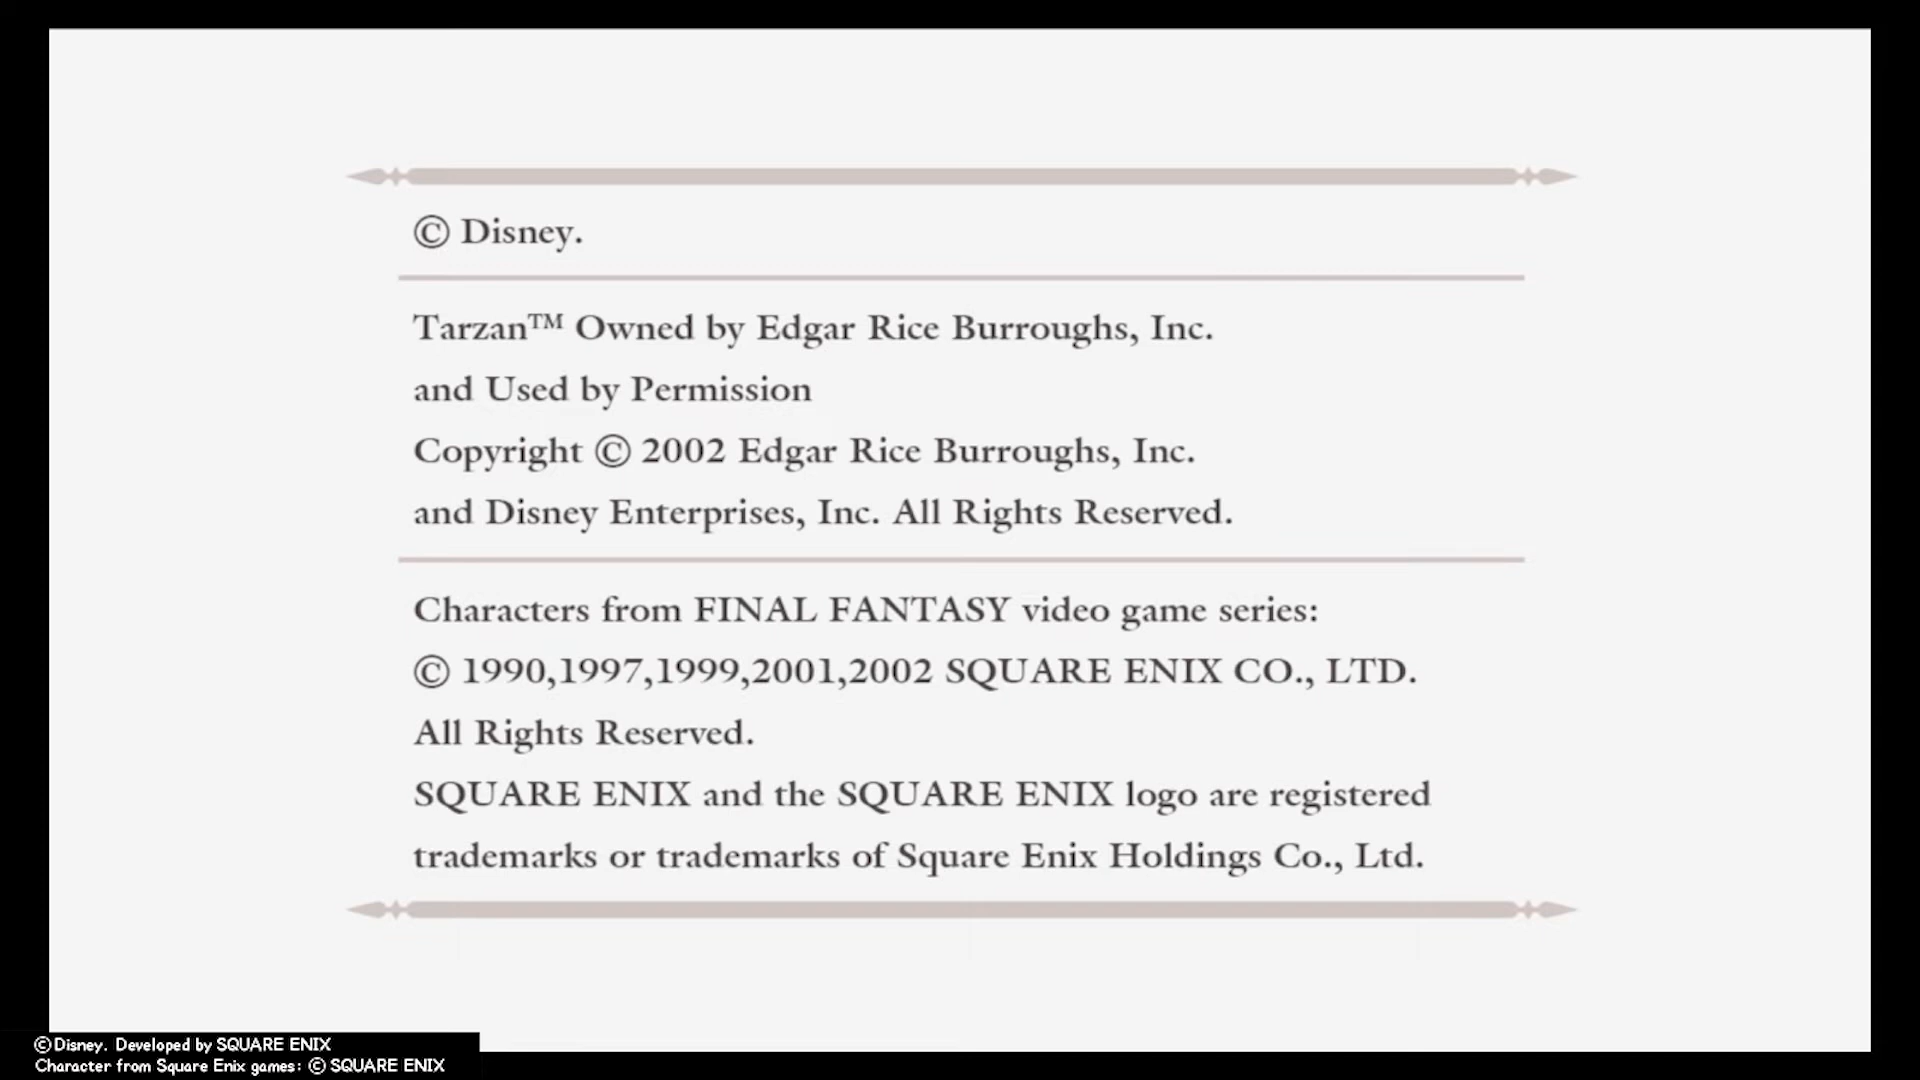 © Disney.
Tarzan™ Owned by Edgar Rice Burroughs, Inc.
and Used by Permission
Copyright © 2002 Edgar Rice Burroughs, Inc.
and Disney Enterprises, Inc. All Rights Reserved.
Characters from FINAL FANTASY video game series:
© 1990,1997,1999,2001,2002 SQUARE ENIX CO., LTD.
All Rights Reserved.
SQUARE ENIX and the SQUARE ENIX logo are registered
trademarks or trademarks of Square Enix Holdings Co., Ltd.
©Disney. Developed by SQUARE ENIX
Character from Square Enix games: © SQUARE ENIX